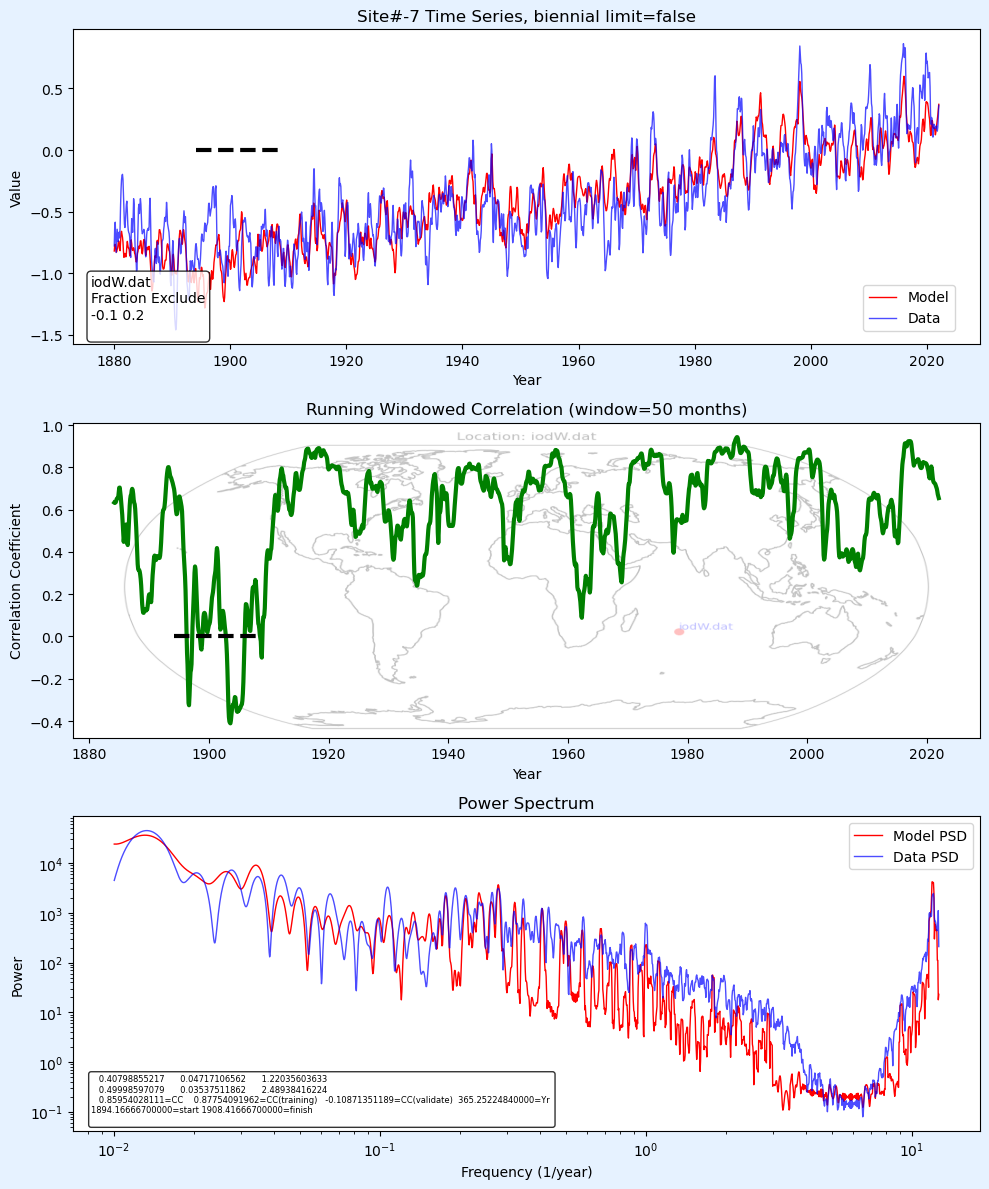 Site#-7 Time Series, biennial limit=false
Value
0.5
0.0
−0.5
−1.0
−1.5
iodW.dat
Fraction Exclude
-0.1 0.2
Model
Data
1880 1900 1920 1940 1960 1980 2000 2020
Year
Running Windowed Correlation (window=50 months)
Correlation Coefficient
1.0
0.8
0.6
0.4
0.2
0.0
−0.2
−0.4
Location: iodW.dat
iodW.dat
1880 1900 1920 1940 1960 1980 2000 2020
Year
Power Spectrum
Power
10⁴
10³
10²
10¹
10⁰
10⁻¹
Model PSD
Data PSD
0.40798855217 0.04717106562 1.22035603633
0.49998597079 0.03537511862 2.48938416224
0.85954028111=CC 0.87754091962=CC(training) -0.10871351189=CC(validate) 365.25224840000=Yr
1894.16666700000=start 1908.41666700000=finish
10⁻² 10⁻¹ 10⁰ 10¹
Frequency (1/year)